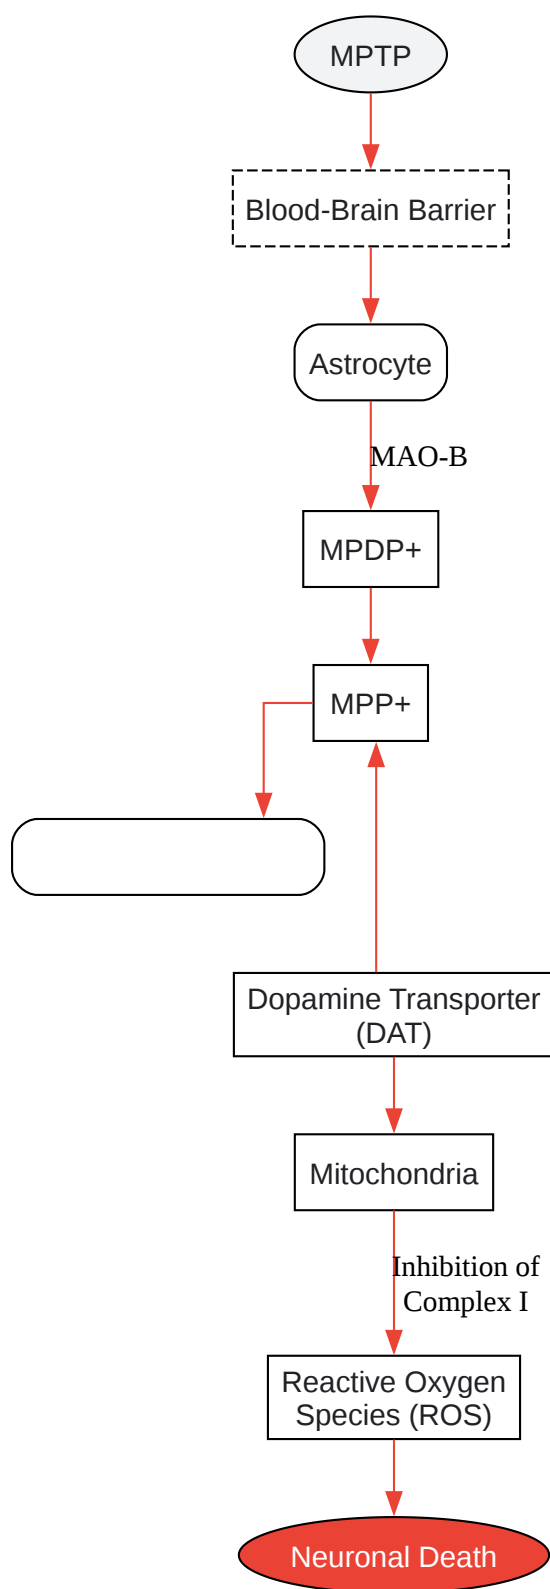 MPTP
Blood-Brain Barrier
Astrocyte
MAO-B
MPDP+
MPP+
Dopamine Transporter
(DAT)
Mitochondria
Inhibition of
Complex I
Reactive Oxygen
Species (ROS)
Neuronal Death